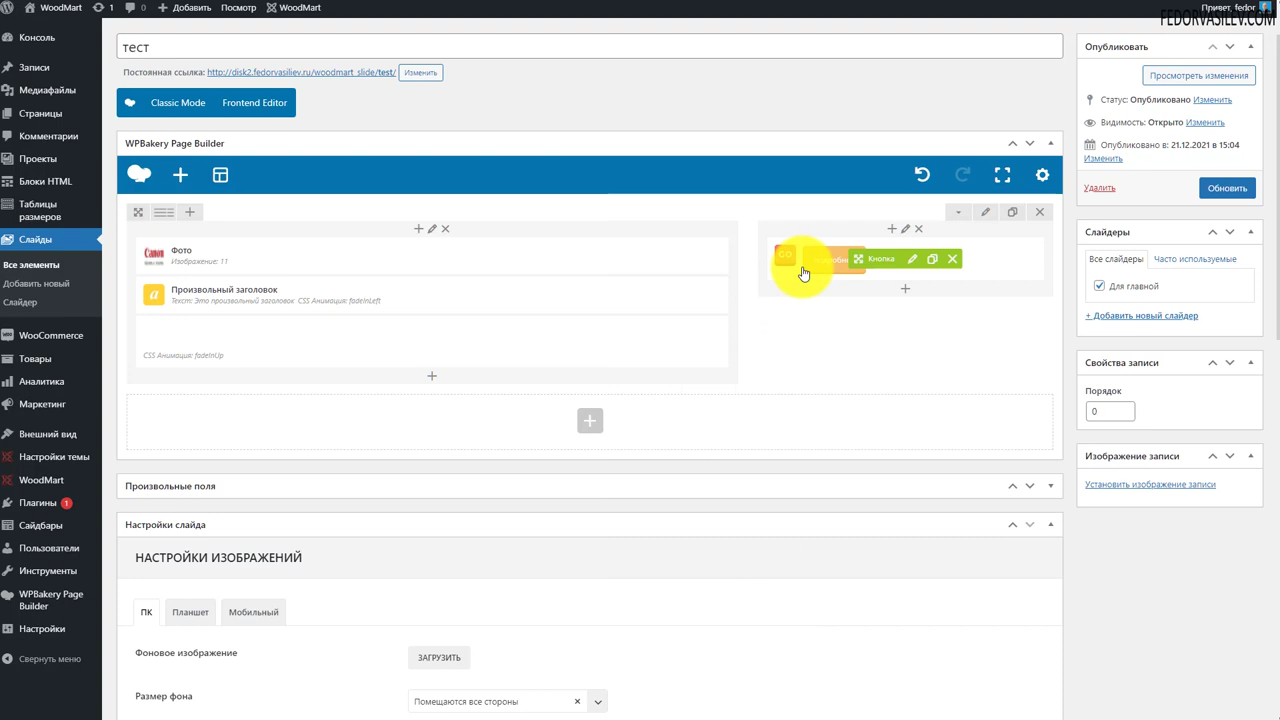 WoodMart
1
Добавить
Посмотр
WoodMart
Привет, fedor
FEDORVASILEV.COM
Консоль
Записи
Медиафайлы
Страницы
Комментарии
Проекты
Блоки HTML
Таблицы
размеров
Слайды
Все элементы
Добавить новый
Слайдер
WooCommerce
Товары
Аналитика
Маркетинг
Внешний вид
Настройки темы
WoodMart
Плагины 1
Сайдбары
Пользователи
Инструменты
WPBakery Page
Builder
Настройки
Свернуть меню
тест
Постоянная ссылка: http://disk2.fedorvasiliev.ru/woodmart_slide/test/ Изменить
Classic Mode Frontend Editor
WPBakery Page Builder
Фото
Изображение: 11
Произвольный заголовок
Текст: Это произвольный заголовок CSS Анимация: fadeInLeft
CSS Анимация: fadeInUp
GO
Кнопка
Произвольные поля
Настройки слайда
НАСТРОЙКИ ИЗОБРАЖЕНИЙ
ПК Планшет Мобильный
Фоновое изображение
ЗАГРУЗИТЬ
Размер фона
Помещаются все стороны
Опубликовать
Просмотреть изменения
Статус: Опубликовано Изменить
Видимость: Открыто Изменить
Опубликовано в: 21.12.2021 в 15:04
Изменить
Удалить
Обновить
Слайдеры
Все слайдеры Часто используемые
Для главной
+ Добавить новый слайдер
Свойства записи
Порядок
0
Изображение записи
Установить изображение записи